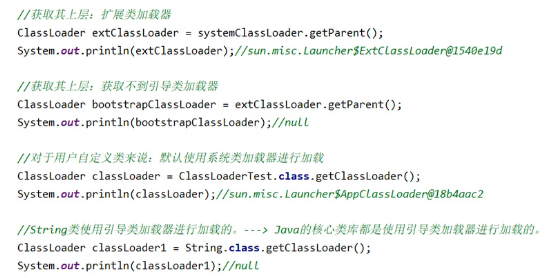 //获取其上层：扩展类加载器
ClassLoader extClassLoader = systemClassLoader.getParent();
System.out.println(extClassLoader);//sun.misc.Launcher$ExtClassLoader@1540e19d
//获取其上层：获取不到引导类加载器
ClassLoader bootstrapClassLoader = extClassLoader.getParent();
System.out.println(bootstrapClassLoader);//null
//对于用户自定义类来说：默认使用系统类加载器进行加载
ClassLoader classLoader = ClassLoaderTest.class.getClassLoader();
System.out.println(classLoader);//sun.misc.Launcher$AppClassLoader@18b4aac2
//String类使用引导类加载器进行加载的。---> Java的核心类库都是使用引导类加载器进行加载的。
ClassLoader classLoader1 = String.class.getClassLoader();
System.out.println(classLoader1);//null